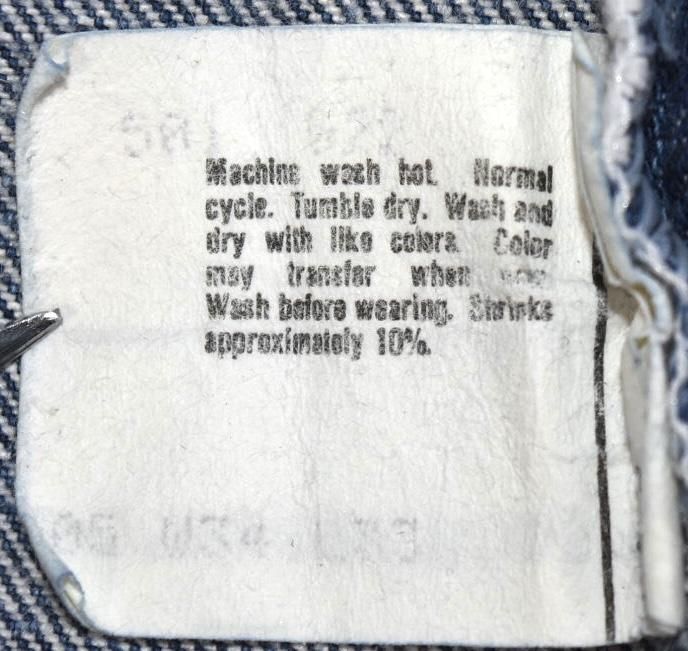 Machine wash hot. Normal
cycle. Tumble dry. Wash and
dry with like colors. Color
may transfer when new.
Wash before wearing. Shrinks
approximately 10%.